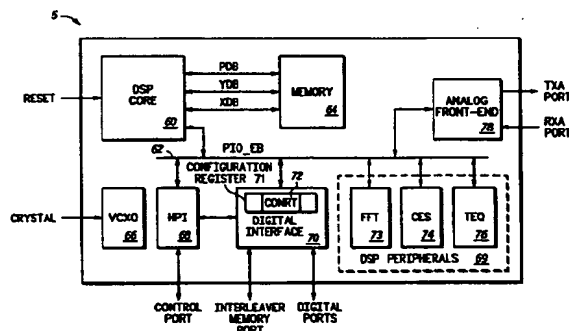 5
DSP
CORE
60
PDB
YDB
XDB
MEMORY
64
ANALOG
FRONT-END
78
TXA
PORT
RXA
PORT
RESET
62
PIO_EB
CONFIGURATION
REGISTER 71
72
CRYSTAL
VCXO
66
HPI
68
CONRT
DIGITAL
INTERFACE
70
FFT
73
CES
74
TEQ
76
DSP PERIPHERALS
69
CONTROL
PORT
INTERLEAVER
MEMORY
PORT
DIGITAL
PORTS